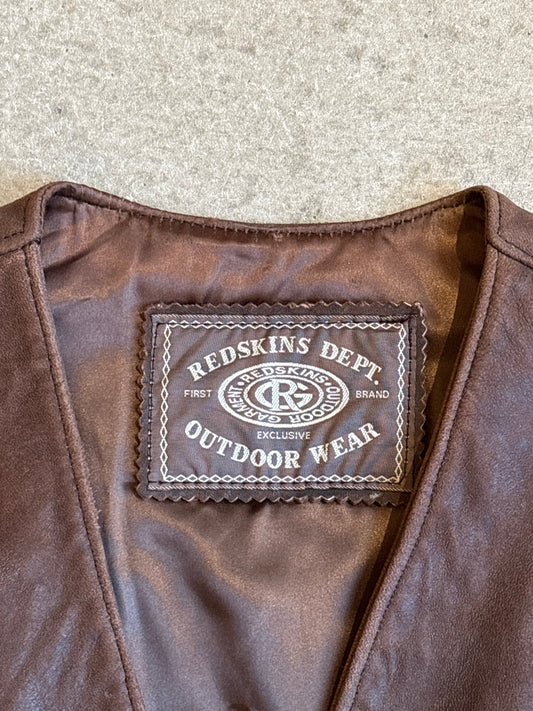 REDSKINS DEPT.
• REDSKINS •
FIRST
RG
BRAND
OUTDOOR GARMENT
EXCLUSIVE
OUTDOOR WEAR